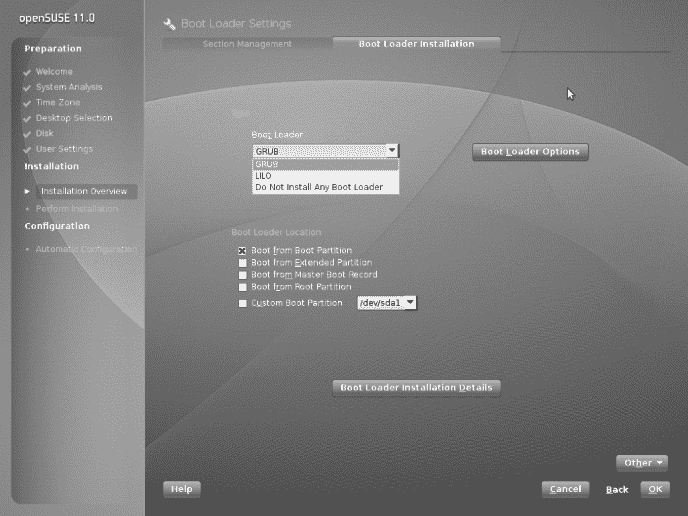 openSUSE 11.0
Preparation
Welcome
System Analysis
Time Zone
Desktop Selection
Disk
User Settings
Installation
Installation Overview
Perform Installation
Configuration
Automatic Configuration
Boot Loader Settings
Section Management
Boot Loader Installation
Boot Loader
GRUB
Boot Loader Options
GRUB
LILO
Do Not Install Any Boot Loader
Boot Loader Location
Boot from Boot Partition
Boot from Extended Partition
Boot from Master Boot Record
Boot from Root Partition
Custom Boot Partition /dev/sda1
Boot Loader Installation Details
Other
Help
Cancel Back OK